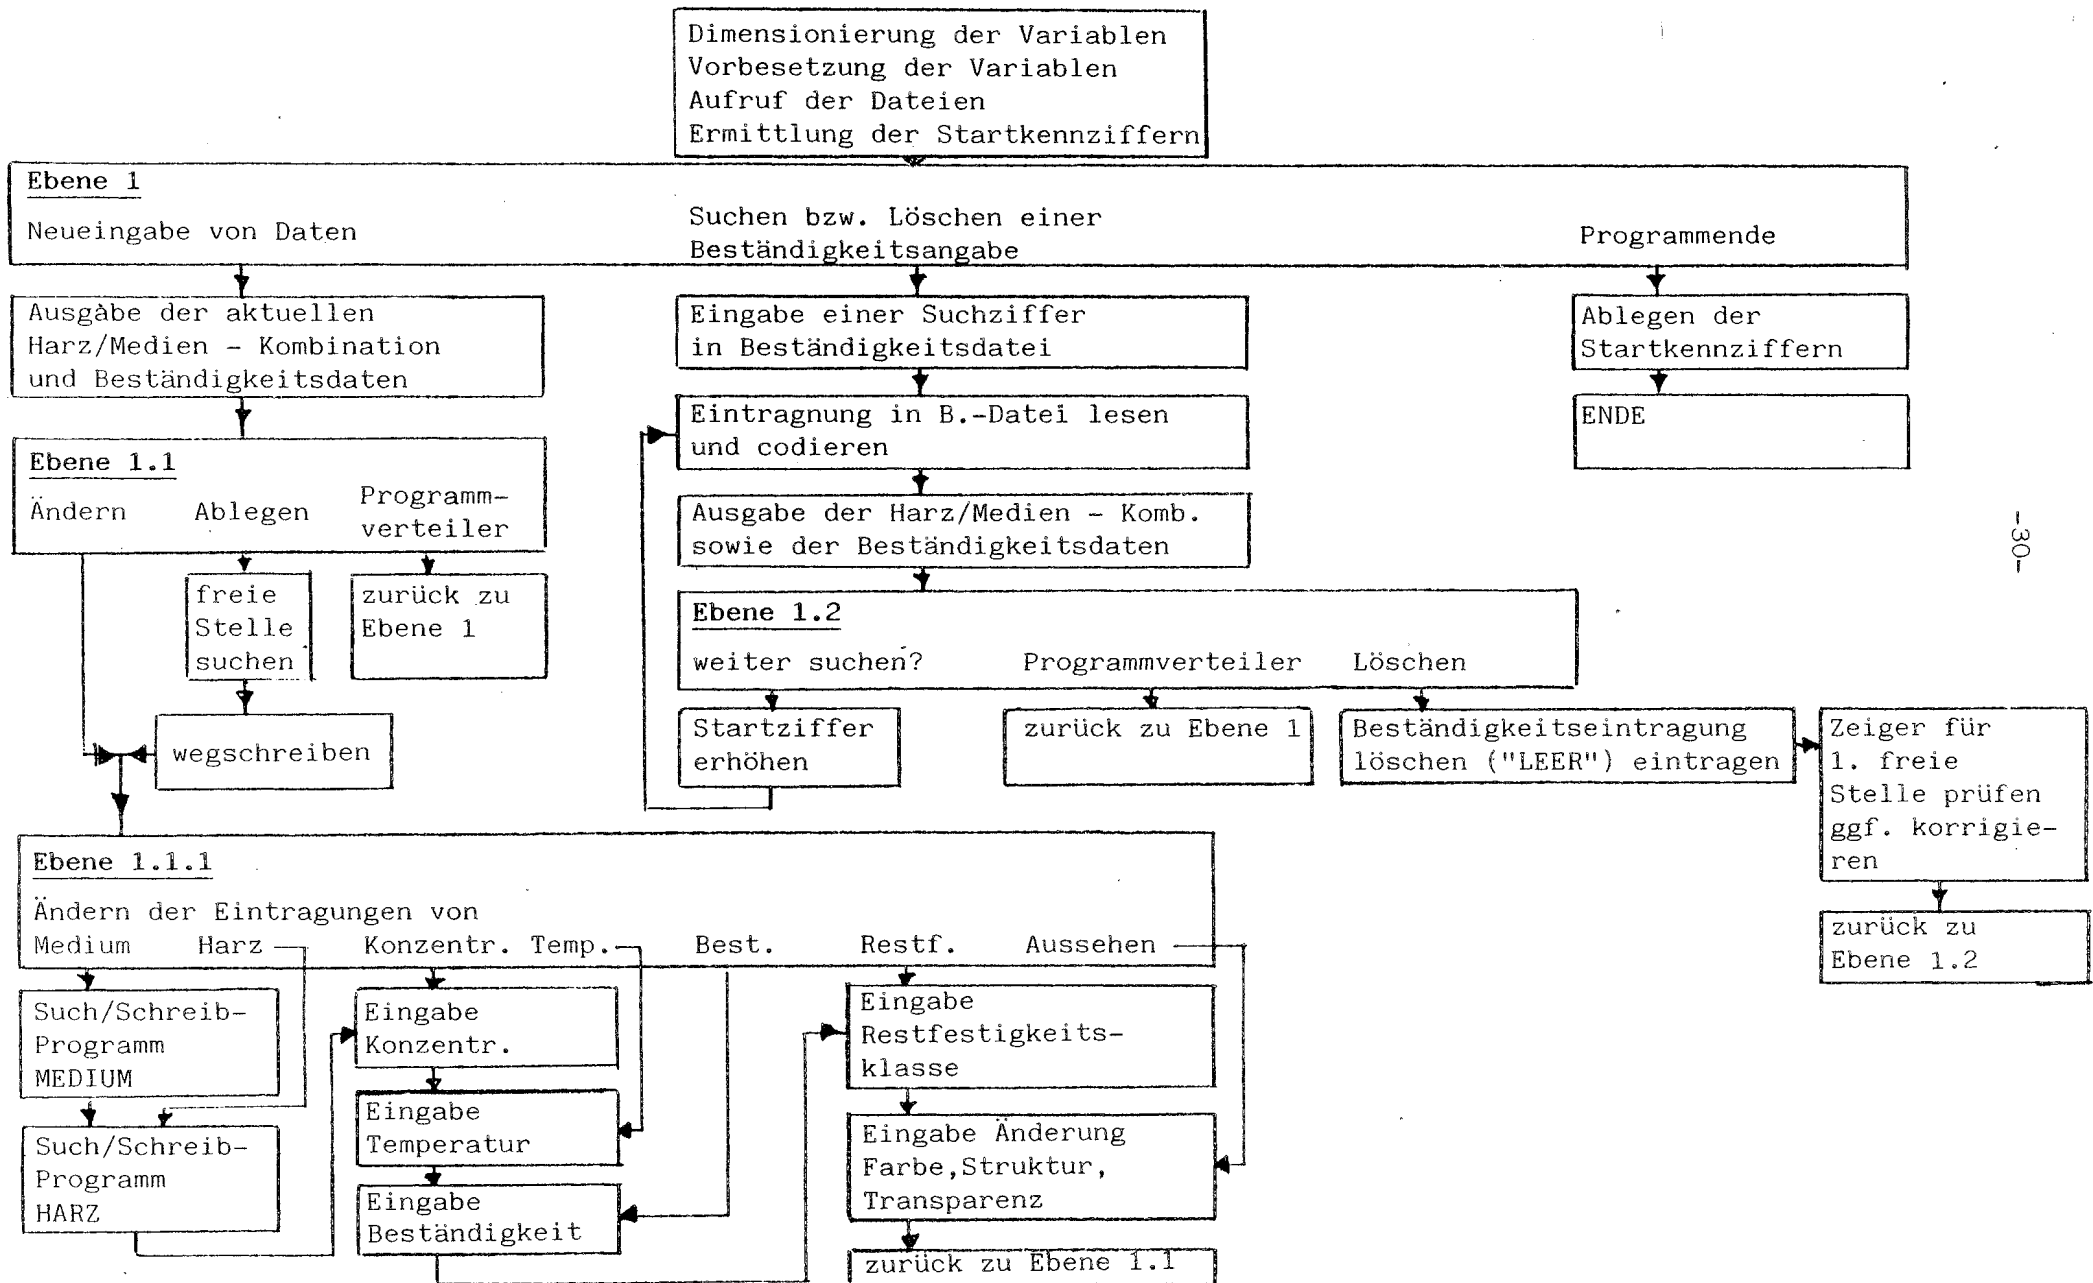 Dimensionierung der Variablen
Vorbesetzung der Variablen
Aufruf der Dateien
Ermittlung der Startkennziffern
Ebene 1
Neueingabe von Daten
Suchen bzw. Löschen einer
Beständigkeitsangabe
Programmende
Ausgabe der aktuellen
Harz/Medien - Kombination
und Beständigkeitsdaten
Eingabe einer Suchziffer
in Beständigkeitsdatei
Ablegen der
Startkennziffern
Eintragnung in B.-Datei lesen
und codieren
ENDE
Ebene 1.1
Ändern
Ablegen
Programm-
verteiler
Ausgabe der Harz/Medien - Komb.
sowie der Beständigkeitsdaten
freie
Stelle
suchen
zurück zu
Ebene 1
wegschreiben
Ebene 1.2
weiter suchen?
Programmverteiler
Löschen
Startziffer
erhöhen
zurück zu Ebene 1
Beständigkeitseintragung
löschen ("LEER") eintragen
Zeiger für
1. freie
Stelle prüfen
ggf. korrigie-
ren
zurück zu
Ebene 1.2
Ebene 1.1.1
Ändern der Eintragungen von
Medium Harz Konzentr. Temp. Best. Restf. Aussehen
Such/Schreib-
Programm
MEDIUM
Such/Schreib-
Programm
HARZ
Eingabe
Konzentr.
Eingabe
Temperatur
Eingabe
Beständigkeit
Eingabe
Restfestigkeits-
klasse
Eingabe Änderung
Farbe,Struktur,
Transparenz
zurück zu Ebene 1.1
-30-